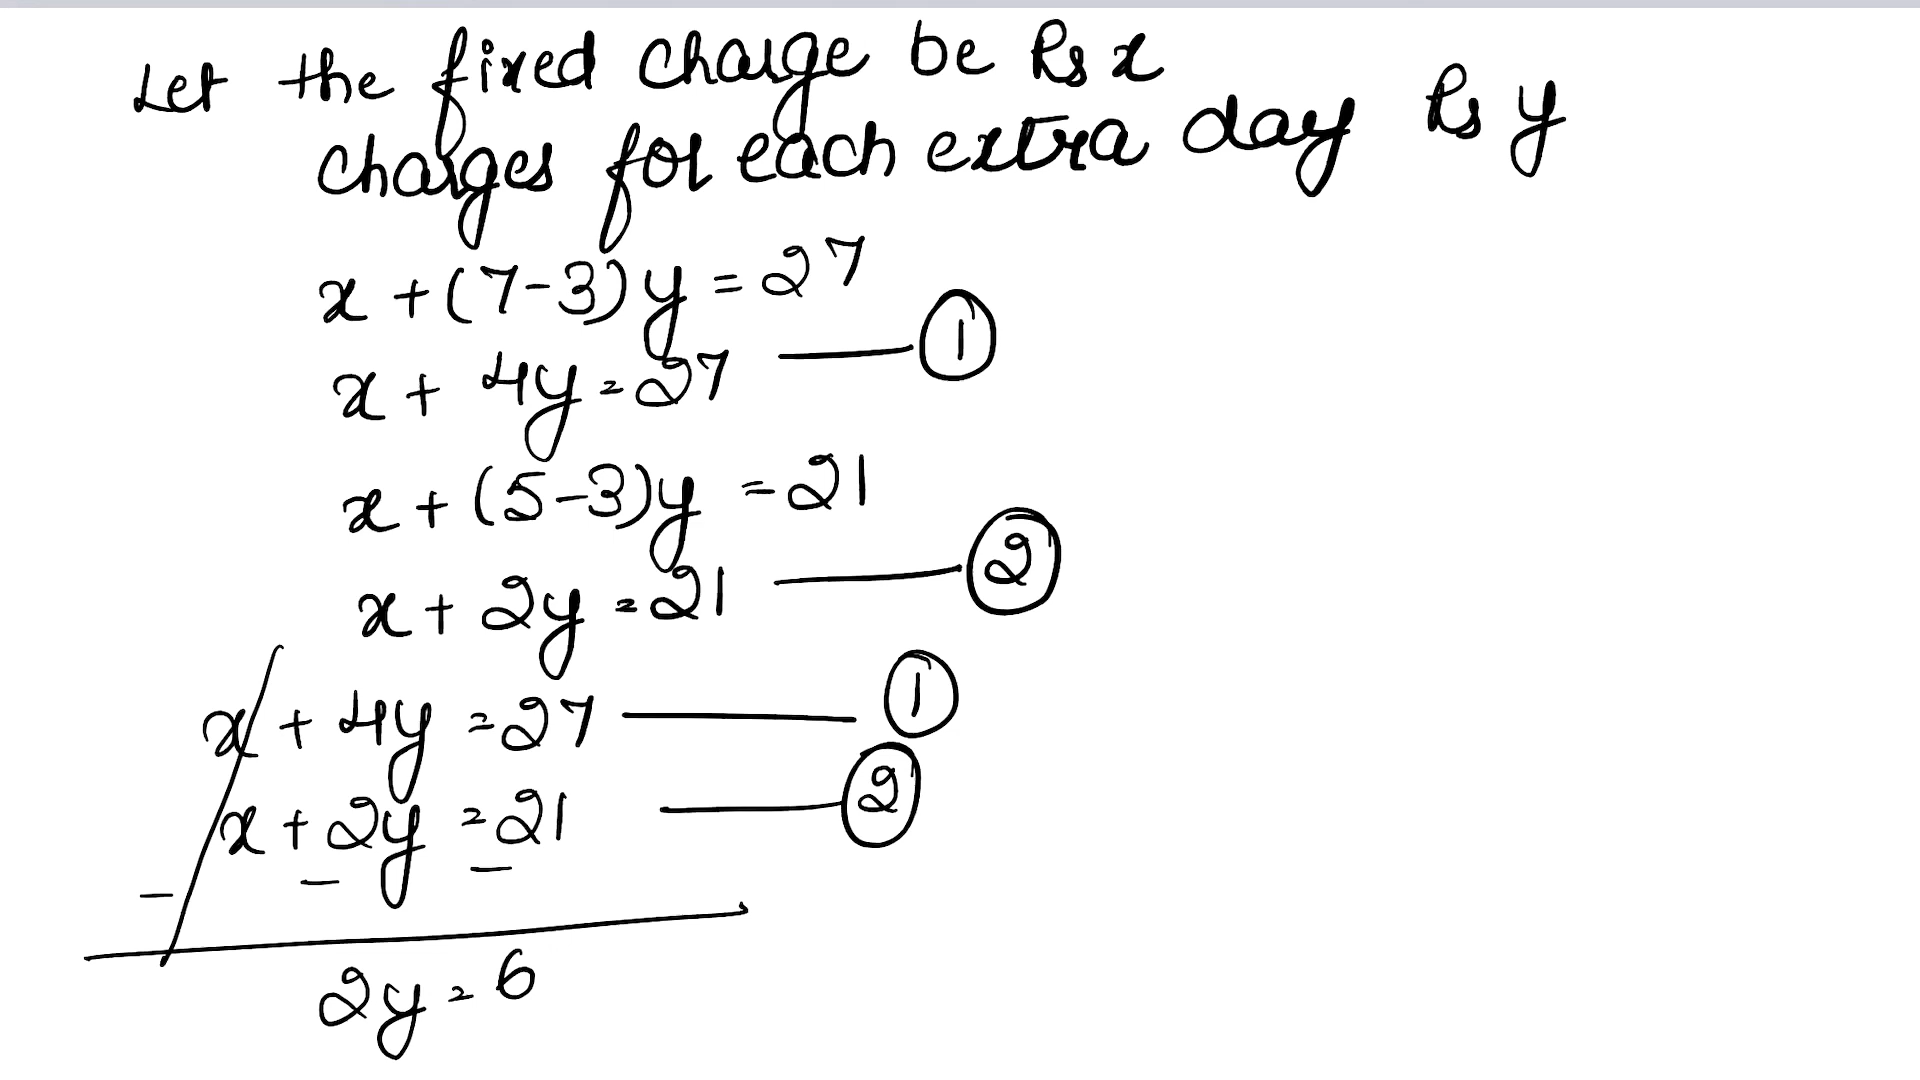 Let the fixed charge be Rs x
charges for each extra day Rs y
x + (7-3)y = 27
x + 4y = 27 —— ①
x + (5-3)y = 21
x + 2y = 21 —— ②
x + 4y = 27 —— ①
x + 2y = 21 —— ②
- - -
2y = 6